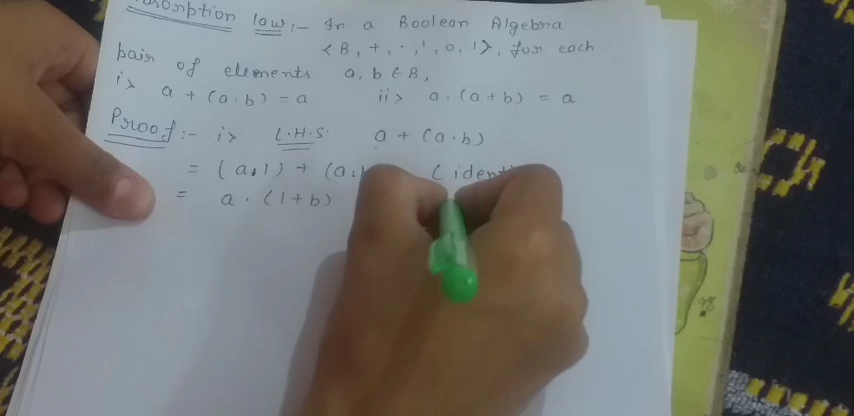 law :- In a Boolean Algebra
< B, +, ·, ', 0, 1 >, for each
pair of elements a, b ∈ B,
i> a + (a·b) = a ii> a·(a+b) = a
Proof :- i> L.H.S. a + (a·b)
= (a·1) + (a·
= a · (1+b)